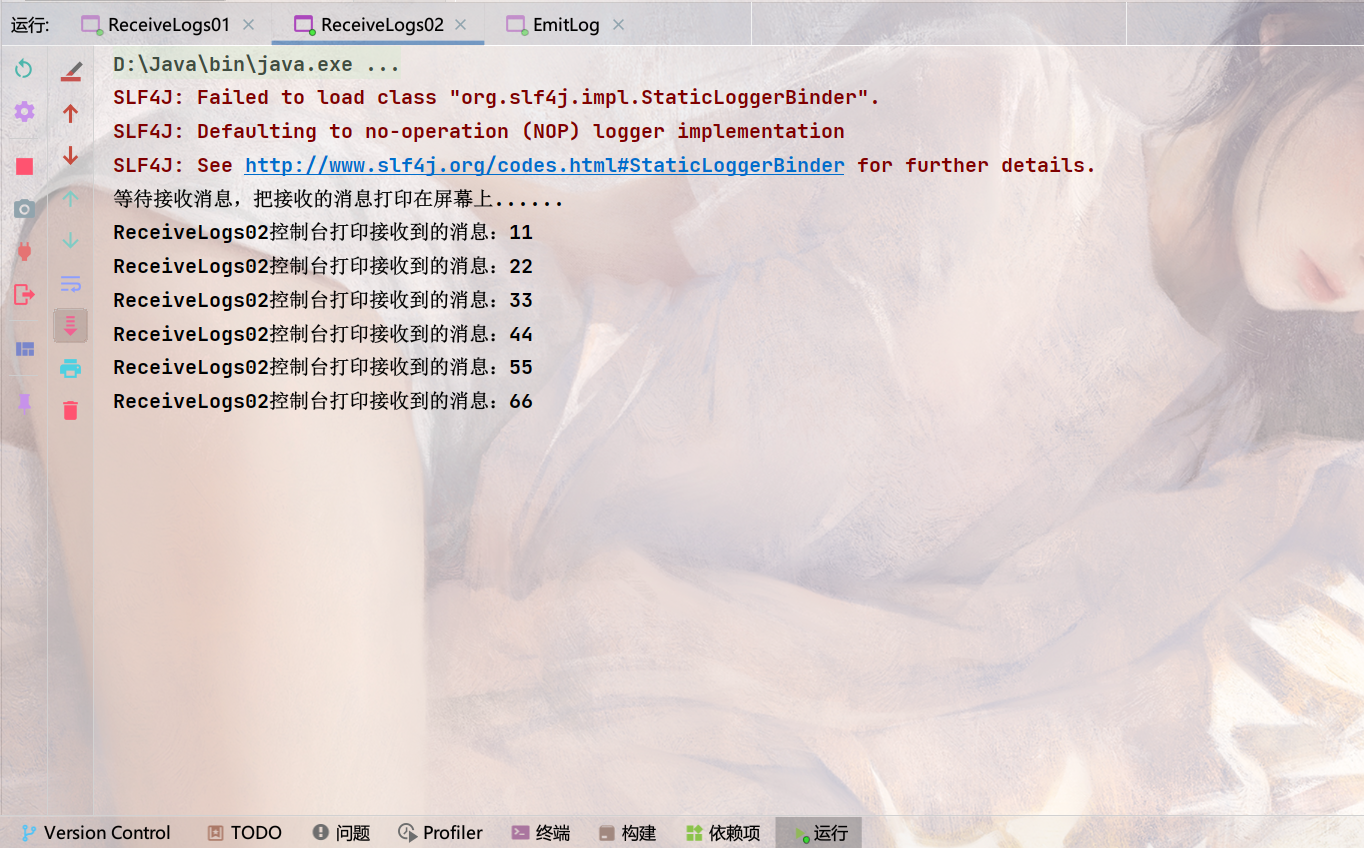 运行: ReceiveLogs01 ReceiveLogs02 EmitLog
D:\Java\bin\java.exe ...
SLF4J: Failed to load class "org.slf4j.impl.StaticLoggerBinder".
SLF4J: Defaulting to no-operation (NOP) logger implementation
SLF4J: See http://www.slf4j.org/codes.html#StaticLoggerBinder for further details.
等待接收消息，把接收的消息打印在屏幕上......
ReceiveLogs02控制台打印接收到的消息：11
ReceiveLogs02控制台打印接收到的消息：22
ReceiveLogs02控制台打印接收到的消息：33
ReceiveLogs02控制台打印接收到的消息：44
ReceiveLogs02控制台打印接收到的消息：55
ReceiveLogs02控制台打印接收到的消息：66
Version Control TODO 问题 Profiler 终端 构建 依赖项 运行